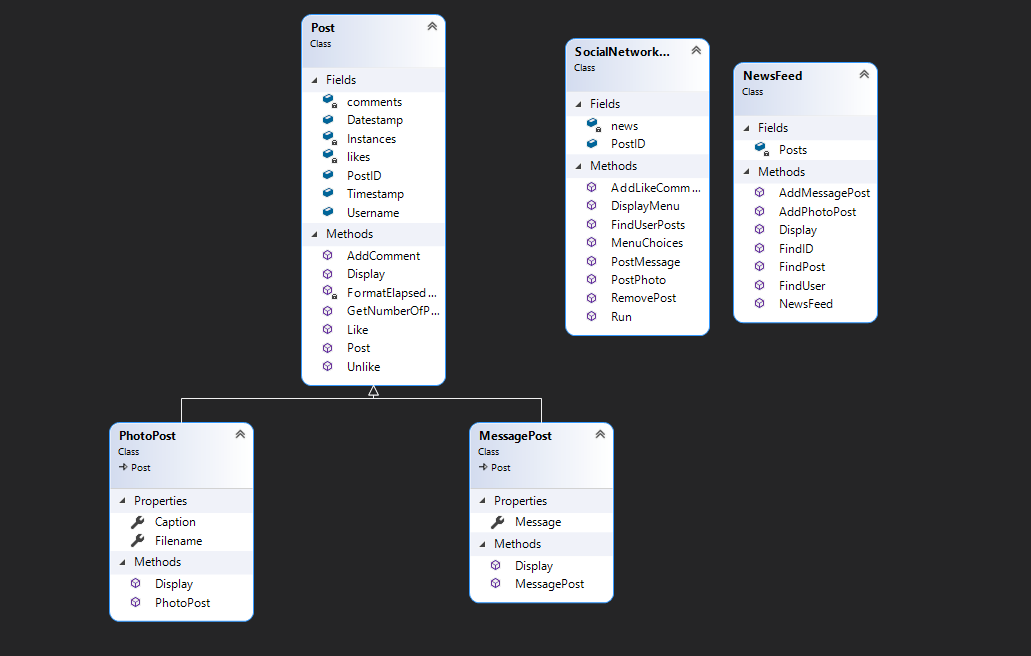 Post
Class
Fields
comments
Datestamp
Instances
likes
PostID
Timestamp
Username
Methods
AddComment
Display
FormatElapsed...
GetNumberOfP...
Like
Post
Unlike
SocialNetwork...
Class
Fields
news
PostID
Methods
AddLikeComm...
DisplayMenu
FindUserPosts
MenuChoices
PostMessage
PostPhoto
RemovePost
Run
NewsFeed
Class
Fields
Posts
Methods
AddMessagePost
AddPhotoPost
Display
FindID
FindPost
FindUser
NewsFeed
PhotoPost
Class
Post
Properties
Caption
Filename
Methods
Display
PhotoPost
MessagePost
Class
Post
Properties
Message
Methods
Display
MessagePost